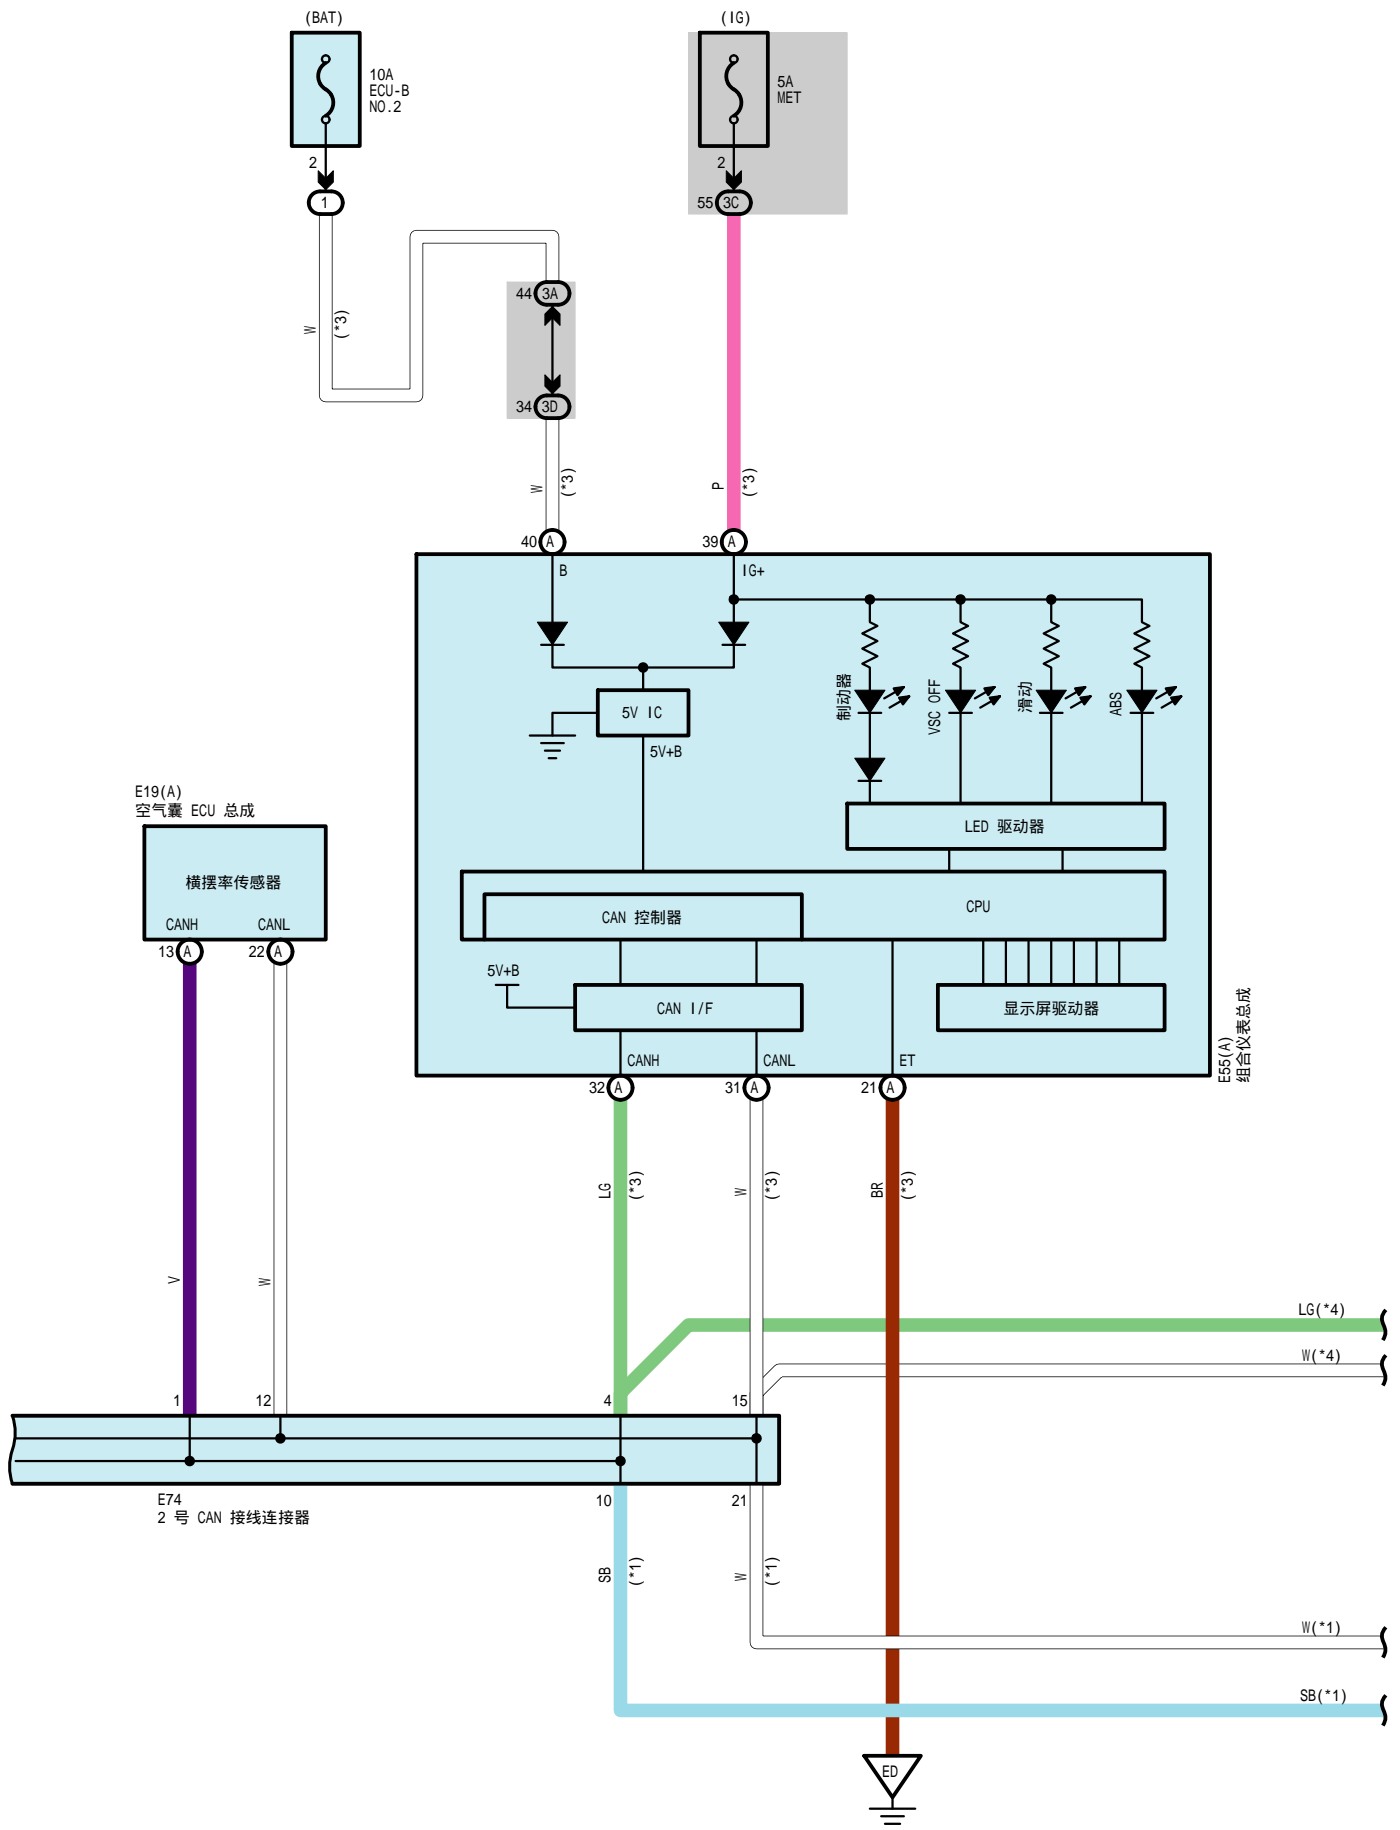 (BAT)
10A
ECU-B
NO.2
2
1
(IG)
5A
MET
2
55 3C
W
(*3)
44 3A
34 3D
W
(*3)
P
(*3)
40 A
39 A
B
IG+
制动器
VSC OFF
滑动
ABS
5V IC
5V+B
LED 驱动器
CPU
CAN 控制器
5V+B
CAN I/F
显示屏驱动器
CANH
CANL
ET
E55(A)
组合仪表总成
E19(A)
空气囊 ECU 总成
横摆率传感器
CANH
CANL
13 A
22 A
32 A
31 A
21 A
LG
(*3)
W
(*3)
BR
(*3)
V
W
LG(*4)
W(*4)
1
12
4
15
E74
2 号 CAN 接线连接器
10
21
SB
(*1)
W
(*1)
W(*1)
SB(*1)
ED